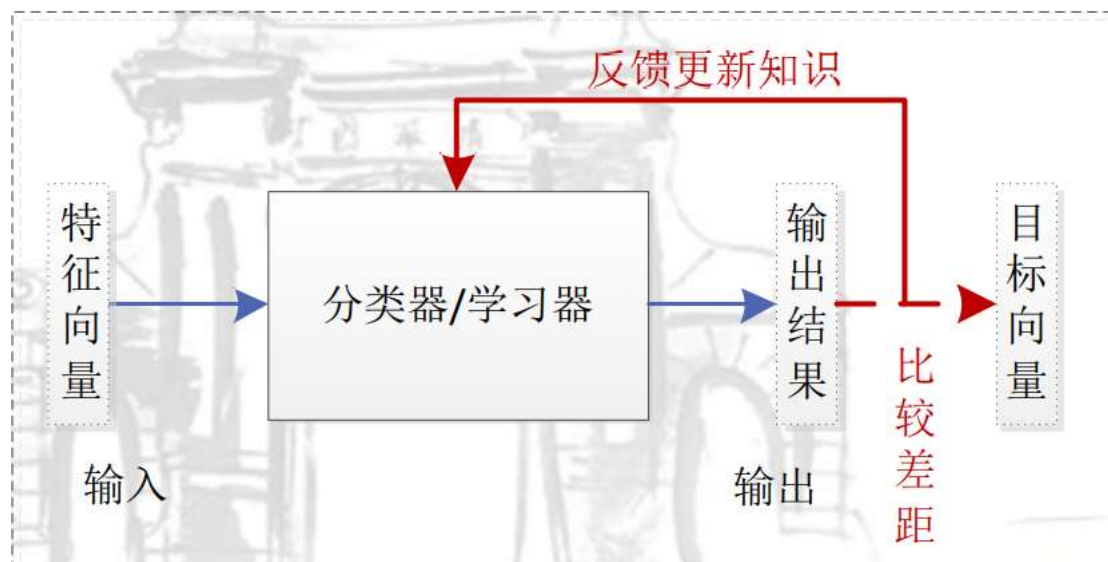 反馈更新知识
特征向量
分类器/学习器
输出结果
目标向量
比较差距
输入
输出